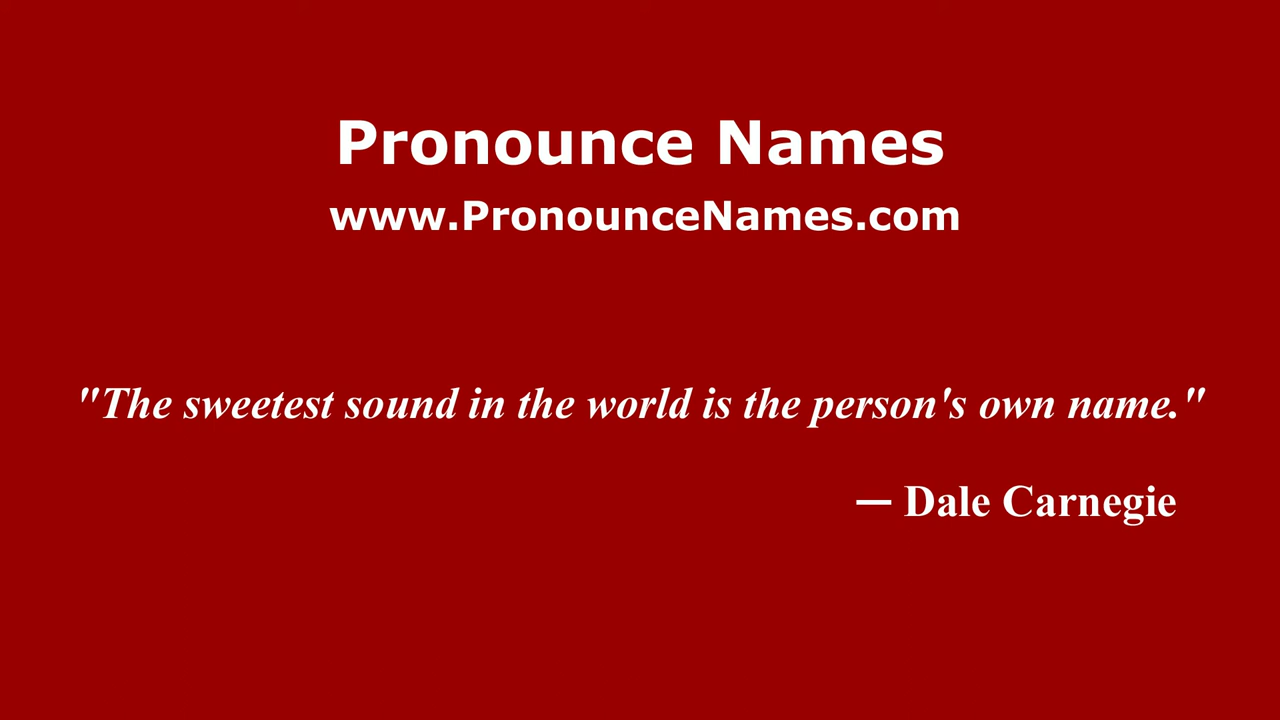 Pronounce Names
www.PronounceNames.com
"The sweetest sound in the world is the person's own name."
— Dale Carnegie